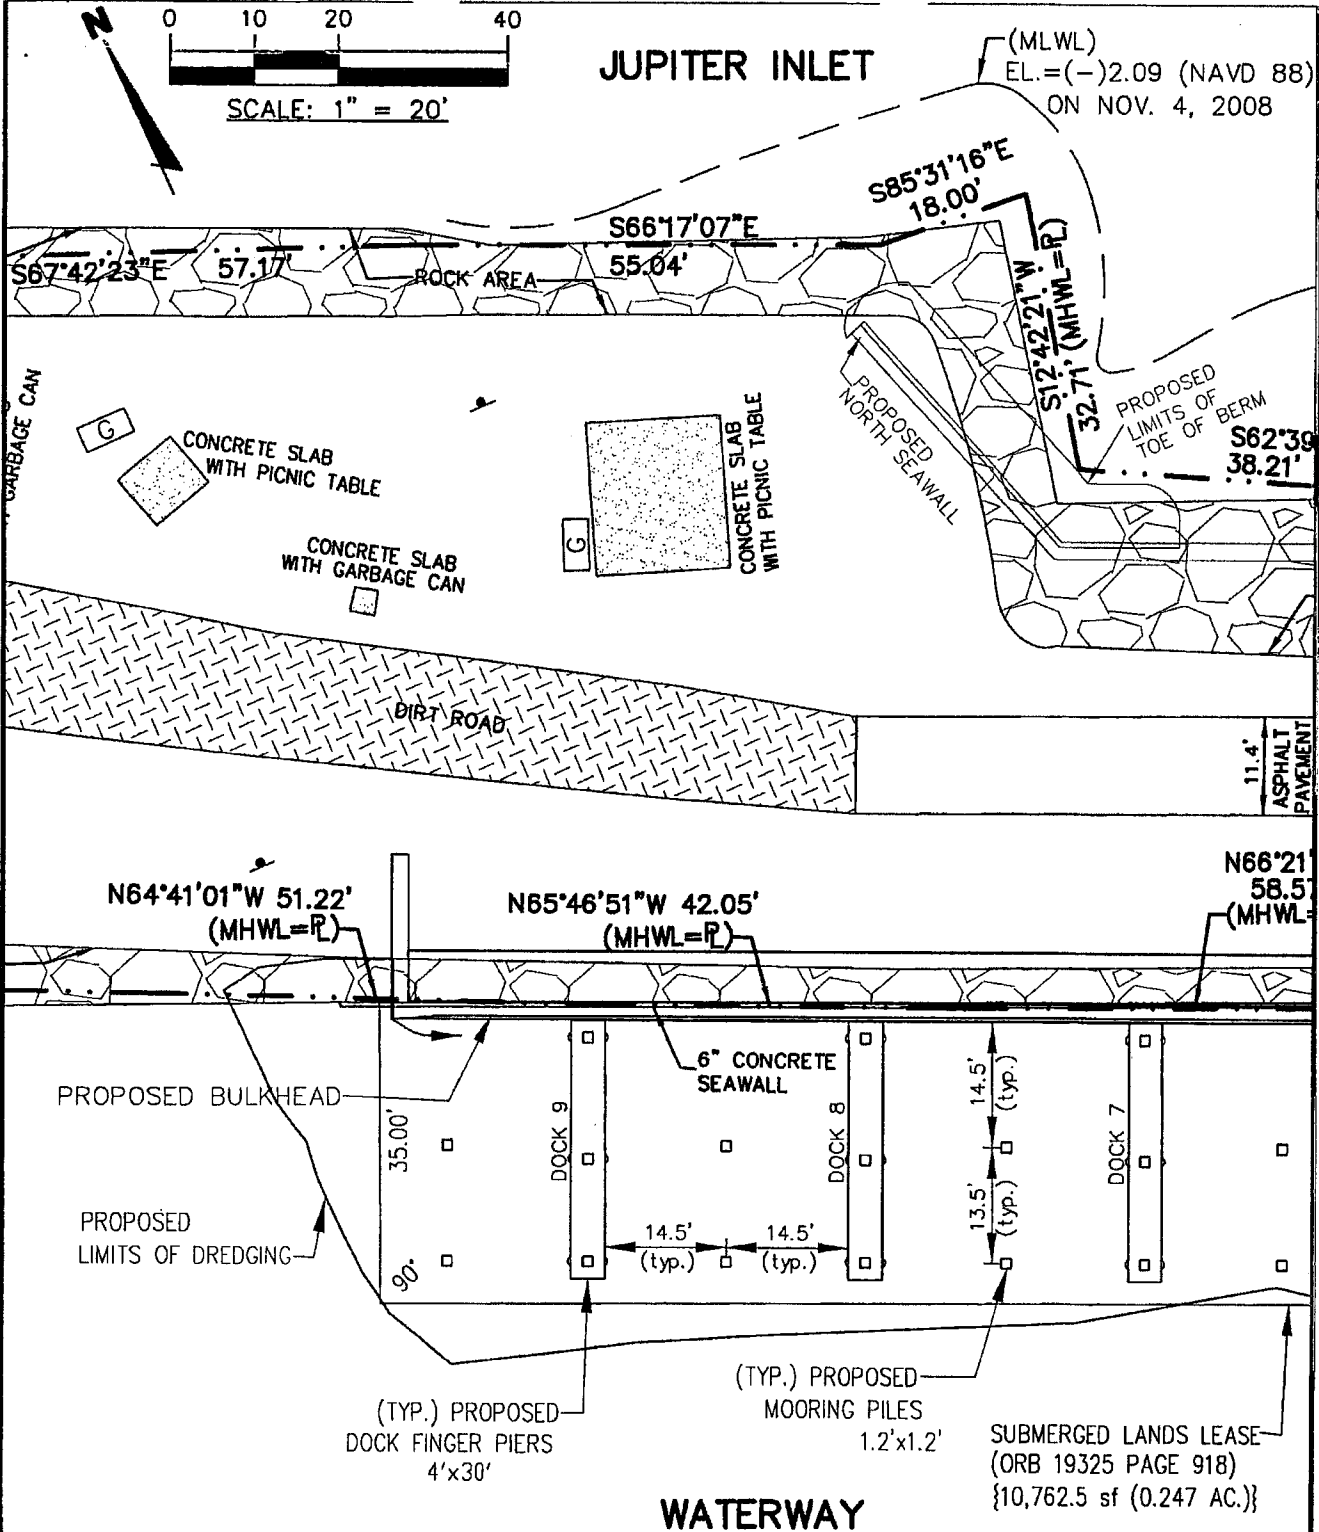 N
0 10 20 40
SCALE: 1" = 20'
JUPITER INLET
(MLWL)
EL.=(-)2.09 (NAVD 88)
ON NOV. 4, 2008
S85°31'16"E
18.00'
S66°17'07"E
55.04'
S67°42'23"E 57.17'
ROCK AREA
S12°42'21"W
32.71' (MHWL=PL)
PROPOSED
LIMITS OF
TOE OF BERM
S62°39
38.21'
PROPOSED
NORTH SEAWALL
GARBAGE CAN
G
CONCRETE SLAB
WITH PICNIC TABLE
CONCRETE SLAB
WITH PICNIC TABLE
G
CONCRETE SLAB
WITH GARBAGE CAN
DIRT ROAD
11.4'
ASPHALT
PAVEMENT
N64°41'01"W 51.22'
(MHWL=PL)
N65°46'51"W 42.05'
(MHWL=PL)
N66°21'
58.57
(MHWL=
6" CONCRETE
SEAWALL
PROPOSED BULKHEAD
35.00'
DOCK 9
DOCK 8
DOCK 7
14.5'
(typ.)
13.5'
(typ.)
14.5'
(typ.)
14.5'
(typ.)
PROPOSED
LIMITS OF DREDGING
90°
(TYP.) PROPOSED
DOCK FINGER PIERS
4'x30'
(TYP.) PROPOSED
MOORING PILES
1.2'x1.2'
SUBMERGED LANDS LEASE
(ORB 19325 PAGE 918)
{10,762.5 sf (0.247 AC.)}
WATERWAY